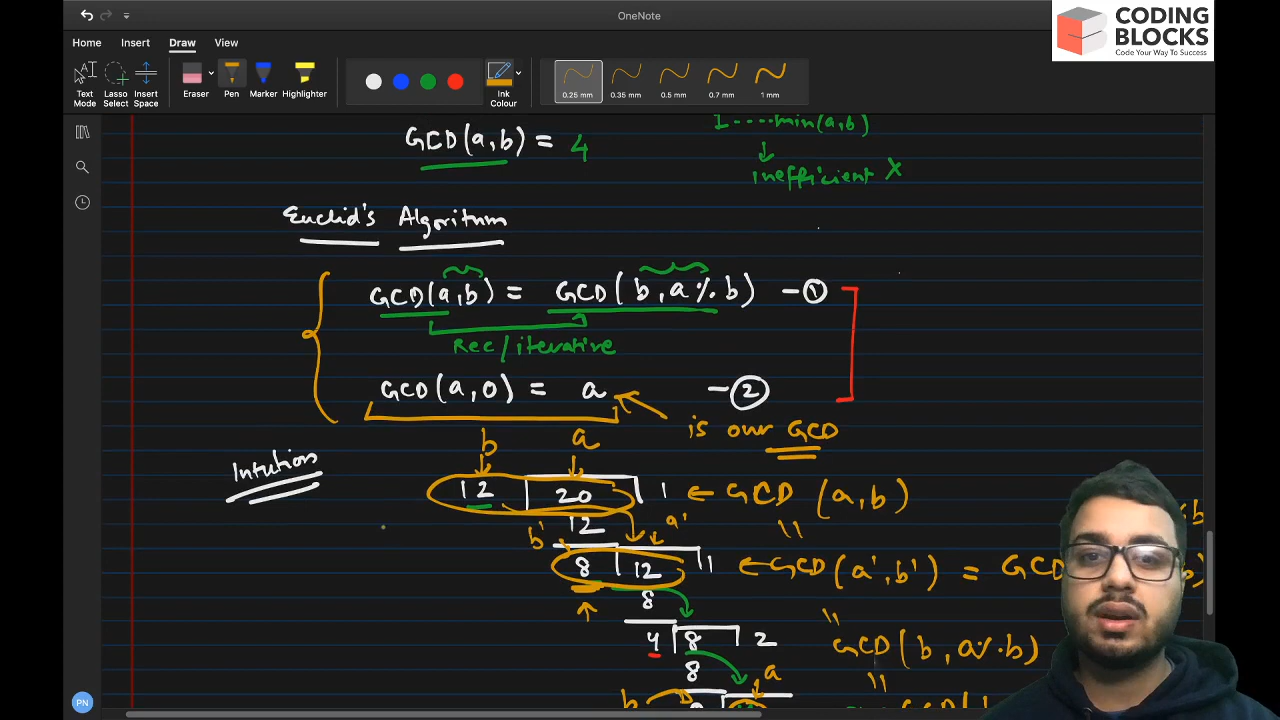 OneNote
Home Insert Draw View
CODING
BLOCKS
Code Your Way To Success
Text
Mode
Lasso
Select
Insert
Space
Eraser
Pen
Marker
Highlighter
Ink
Colour
0.25 mm
0.35 mm
0.5 mm
0.7 mm
1 mm
GCD(a,b) = 4
1----min(a,b)
↓
inefficient X
Euclid's Algoritum
GCD(a,b) = GCD(b,a%b) -①
Rec/iterative
GCD(a,0) = a -②
is our GCD
Intution
b a
12 20 1 ← GCD (a,b)
12
b' a'
8 12 1 ← GCD(a',b') = GCD
8
4 8 2 GCD(b,a%b)
8
b a
PN